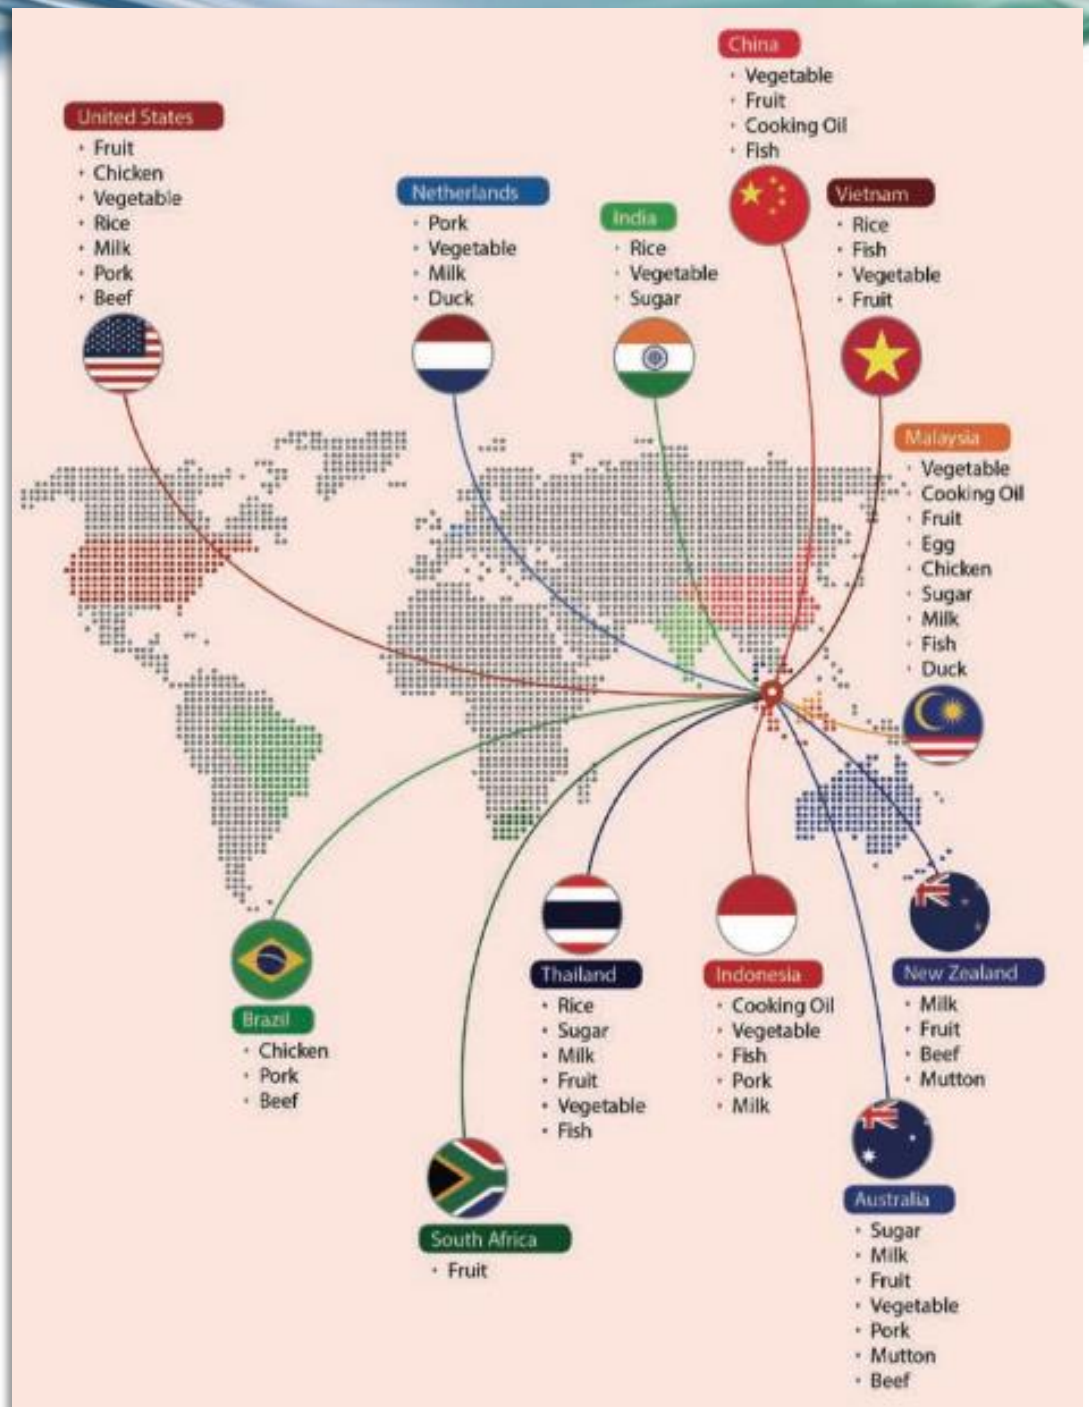 China
Vegetable
Fruit
Cooking Oil
Fish
United States
Fruit
Chicken
Vegetable
Rice
Milk
Pork
Beef
Netherlands
Pork
Vegetable
Milk
Duck
India
Rice
Vegetable
Sugar
Vietnam
Rice
Fish
Vegetable
Fruit
Malaysia
Vegetable
Cooking Oil
Fruit
Egg
Chicken
Sugar
Milk
Fish
Duck
Brazil
Chicken
Pork
Beef
South Africa
Fruit
Thailand
Rice
Sugar
Milk
Fruit
Vegetable
Fish
Indonesia
Cooking Oil
Vegetable
Fish
Pork
Milk
New Zealand
Milk
Fruit
Beef
Mutton
Australia
Sugar
Milk
Fruit
Vegetable
Pork
Mutton
Beef